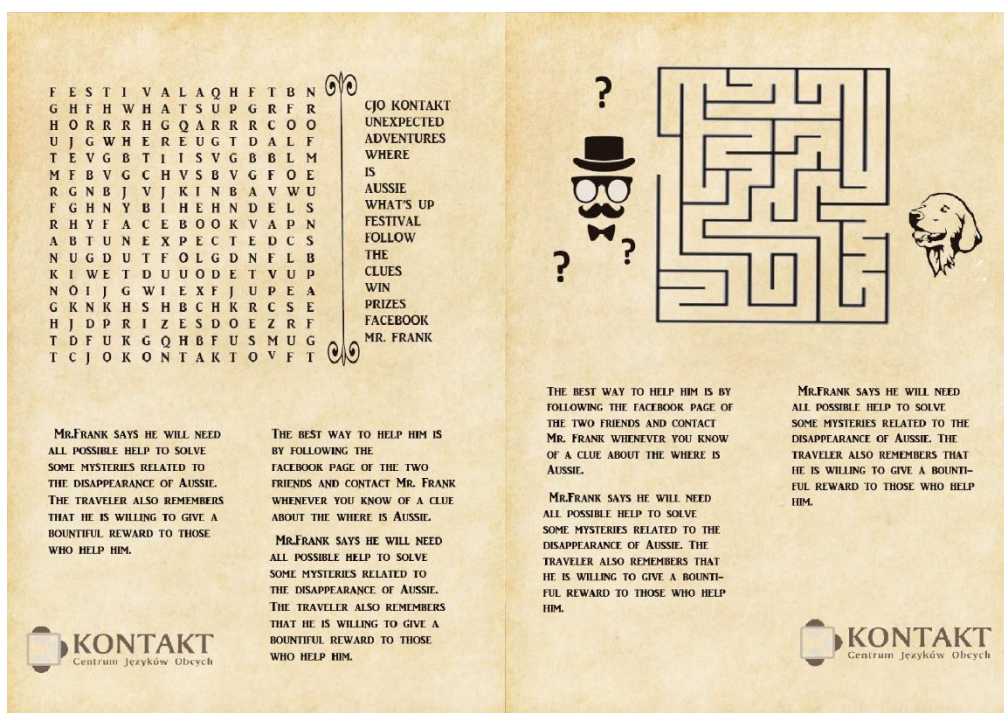 F E S T I V A L A Q H F T B N
G H F H W H A T S U P G R F R
H O R R R H G Q A R R R C O O
U J G W H E R E U G T D A L F
T E V G B T I I S V G B B L M
M F B V G C H V S B V G F O E
R G N B J V J K I N B A V W U
F G H N Y B I H E H N D E L S
R H Y F A C E B O O K V A P N
A B T U N E X P E C T E D C S
N U G D U T F O L G D N F L B
K I W E T D U U O D E T V U P
N O I J G W I E X F J U P E A
G K N K H S H B C H K R C S E
H J D P R I Z E S D O E Z R F
T D F U K G Q H B F U S M U G
T C J O K O N T A K T O V F T
CJO KONTAKT
UNEXPECTED
ADVENTURES
WHERE
IS
AUSSIE
WHAT'S UP
FESTIVAL
FOLLOW
THE
CLUES
WIN
PRIZES
FACEBOOK
MR. FRANK
Mr.Frank says he will need
all possible help to solve
some mysteries related to
the disappearance of Aussie.
The traveler also remembers
that he is willing to give a
bountiful reward to those
who help him.
The best way to help him is
by following the
facebook page of the two
friends and contact Mr. Frank
whenever you know of a clue
about the where is Aussie.
Mr.Frank says he will need
all possible help to solve
some mysteries related to
the disappearance of Aussie.
The traveler also remembers
that he is willing to give a
bountiful reward to those
who help him.
KONTAKT
Centrum Języków Obcych
?
?
?
The best way to help him is by
following the facebook page of
the two friends and contact
Mr. Frank whenever you know
of a clue about the where is
Aussie.
Mr.Frank says he will need
all possible help to solve
some mysteries related to the
disappearance of Aussie. The
traveler also remembers that
he is willing to give a bounti-
ful reward to those who help
him.
Mr.Frank says he will need
all possible help to solve
some mysteries related to the
disappearance of Aussie. The
traveler also remembers that
he is willing to give a bounti-
ful reward to those who help
him.
KONTAKT
Centrum Języków Obcych